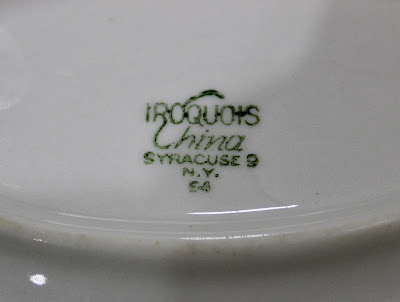 IROQUOIS
China
SYRACUSE 9
N.Y.
E4